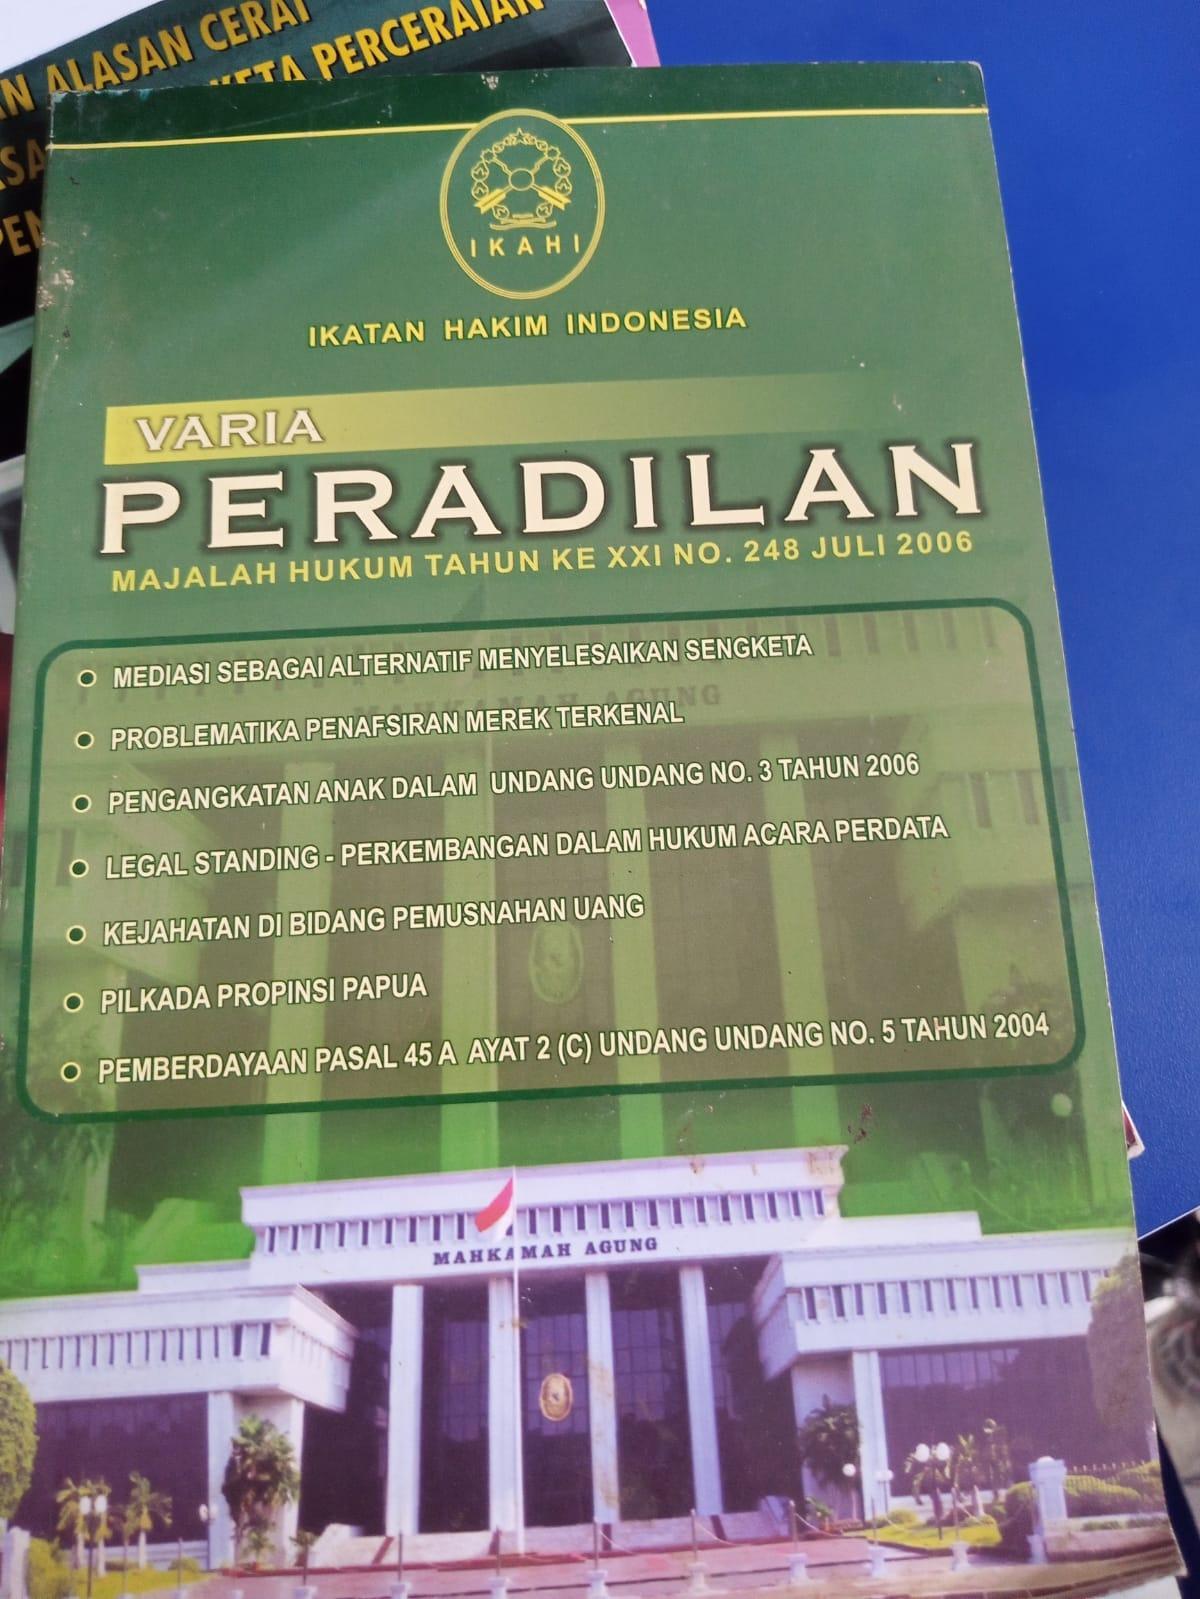 ALASAN CERAI
PERCERAIAN
IKAHI
IKATAN HAKIM INDONESIA
VARIA
PERADILAN
MAJALAH HUKUM TAHUN KE XXI NO. 248 JULI 2006
MEDIASI SEBAGAI ALTERNATIF MENYELESAIKAN SENGKETA
MAHKAMAH AGUNG
PROBLEMATIKA PENAFSIRAN MEREK TERKENAL
PENGANGKATAN ANAK DALAM UNDANG UNDANG NO. 3 TAHUN 2006
LEGAL STANDING - PERKEMBANGAN DALAM HUKUM ACARA PERDATA
KEJAHATAN DI BIDANG PEMUSNAHAN UANG
PILKADA PROPINSI PAPUA
PEMBERDAYAAN PASAL 45 A AYAT 2 (C) UNDANG UNDANG NO. 5 TAHUN 2004
MAHKAMAH AGUNG